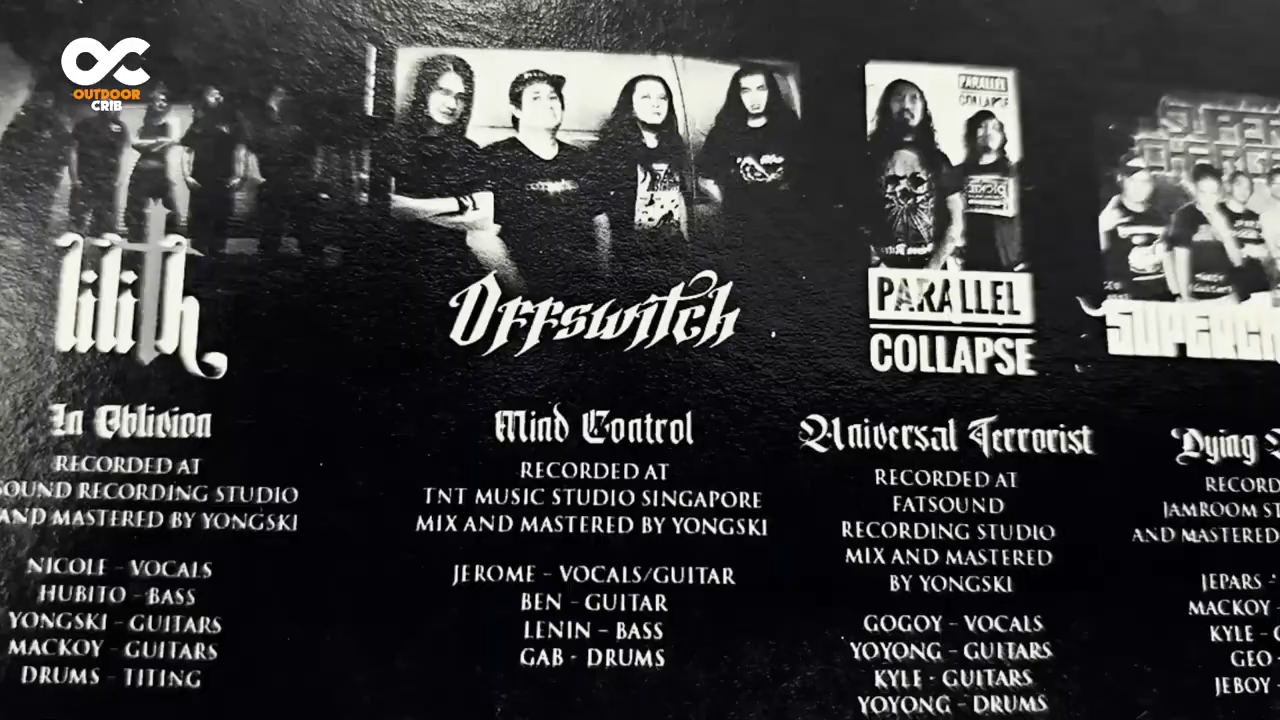 OC
OUTDOOR
CRIB
lilith
In Oblivion
RECORDED AT
SOUND RECORDING STUDIO
AND MASTERED BY YONGSKI
NICOLE - VOCALS
HUBITO - BASS
YONGSKI - GUITARS
MACKOY - GUITARS
DRUMS - TITING
Offswitch
Mind Control
RECORDED AT
TNT MUSIC STUDIO SINGAPORE
MIX AND MASTERED BY YONGSKI
JEROME - VOCALS/GUITAR
BEN - GUITAR
LENIN - BASS
GAB - DRUMS
PARALLEL
COLLAPSE
PARALLEL
COLLAPSE
Universal Terrorist
RECORDED AT
FATSOUND
RECORDING STUDIO
MIX AND MASTERED
BY YONGSKI
GOGOY - VOCALS
YOYONG - GUITARS
KYLE - GUITARS
YOYONG - DRUMS
SUPER
Dying
RECORD
JAMROOM ST
AND MASTERED
JEPARS -
MACKOY -
KYLE -
GEO -
JEBOY -